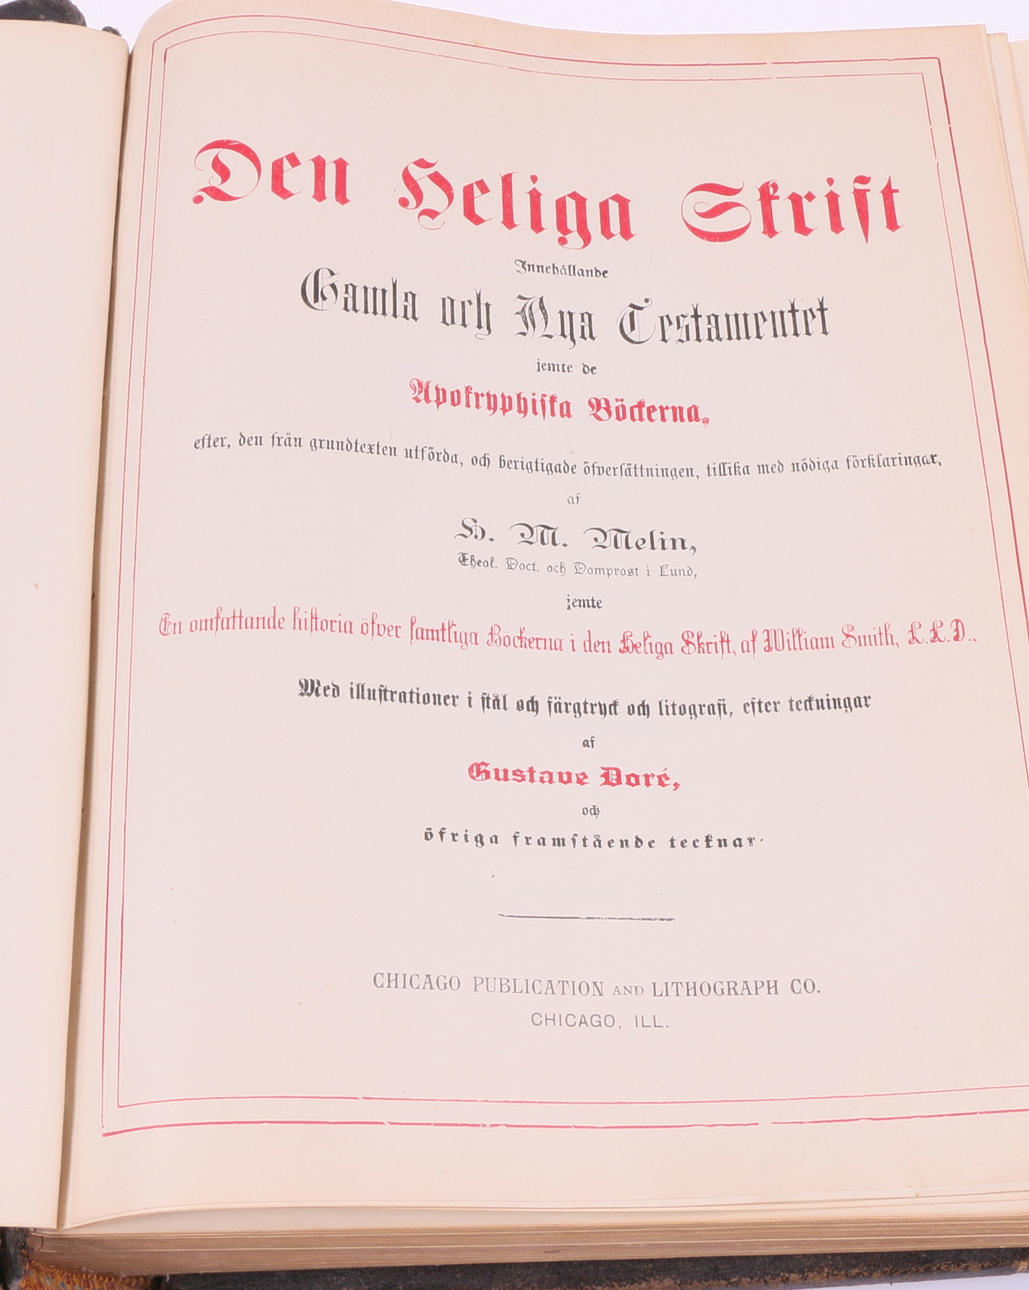 Den Heliga Skrift
Innehållande
Gamla och Nya Testamentet
jemte de
Apokryphiska Böckerna,
efter, den från grundtexten utförda, och berigtigade öfversättningen, tillika med nödiga förklaringar,
af
H. M. Melin,
Theol. Doct. och Domprost i Lund,
jemte
En omfattande historia öfver samtliga Böckerna i den Heliga Skrift, af William Smith, L.L.D..
Med illustrationer i stål och färgtryck och litografi, efter teckningar
af
Gustave Doré,
och
öfriga framstående tecknar.
CHICAGO PUBLICATION AND LITHOGRAPH CO.
CHICAGO, ILL.